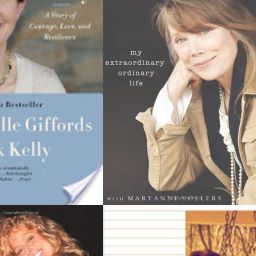 A Story of
Courage, Love, and
Resilience
Bestseller
lle Giffords
Kelly
my
extraordinary
ordinary
life
WITH MARYANNE VOLLERS